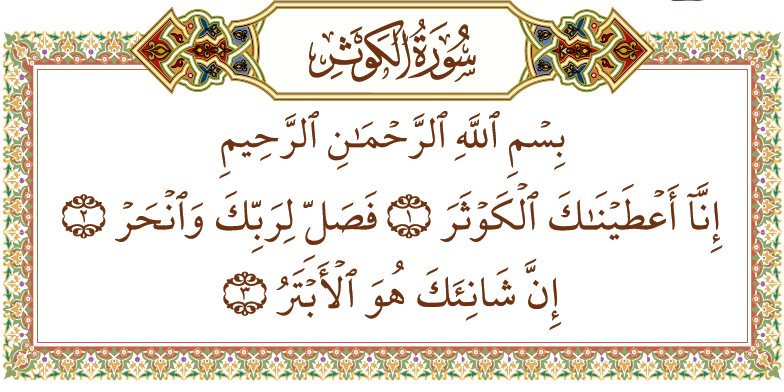 سُورَةُ الكَوْثَرِ
بِسْمِ ٱللَّهِ ٱلرَّحْمَـٰنِ ٱلرَّحِيمِ
إِنَّآ أَعْطَيْنَـٰكَ ٱلْكَوْثَرَ ١ فَصَلِّ لِرَبِّكَ وَٱنْحَرْ ٢
إِنَّ شَانِئَكَ هُوَ ٱلْأَبْتَرُ ٣